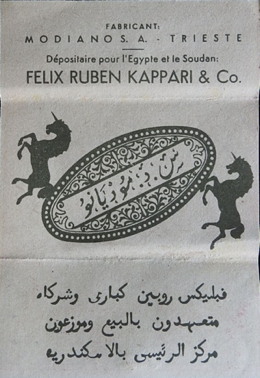 FABRICANT:
MODIANO S. A. - TRIESTE
Dépositaire pour l'Egypte et le Soudan:
FELIX RUBEN KAPPARI & Co.
س. د. موديانو
فيليكس روبين كبارى وشركاه
متعهدون بالبيع وموزعون
مركز الرئيسى بالاسكندريه